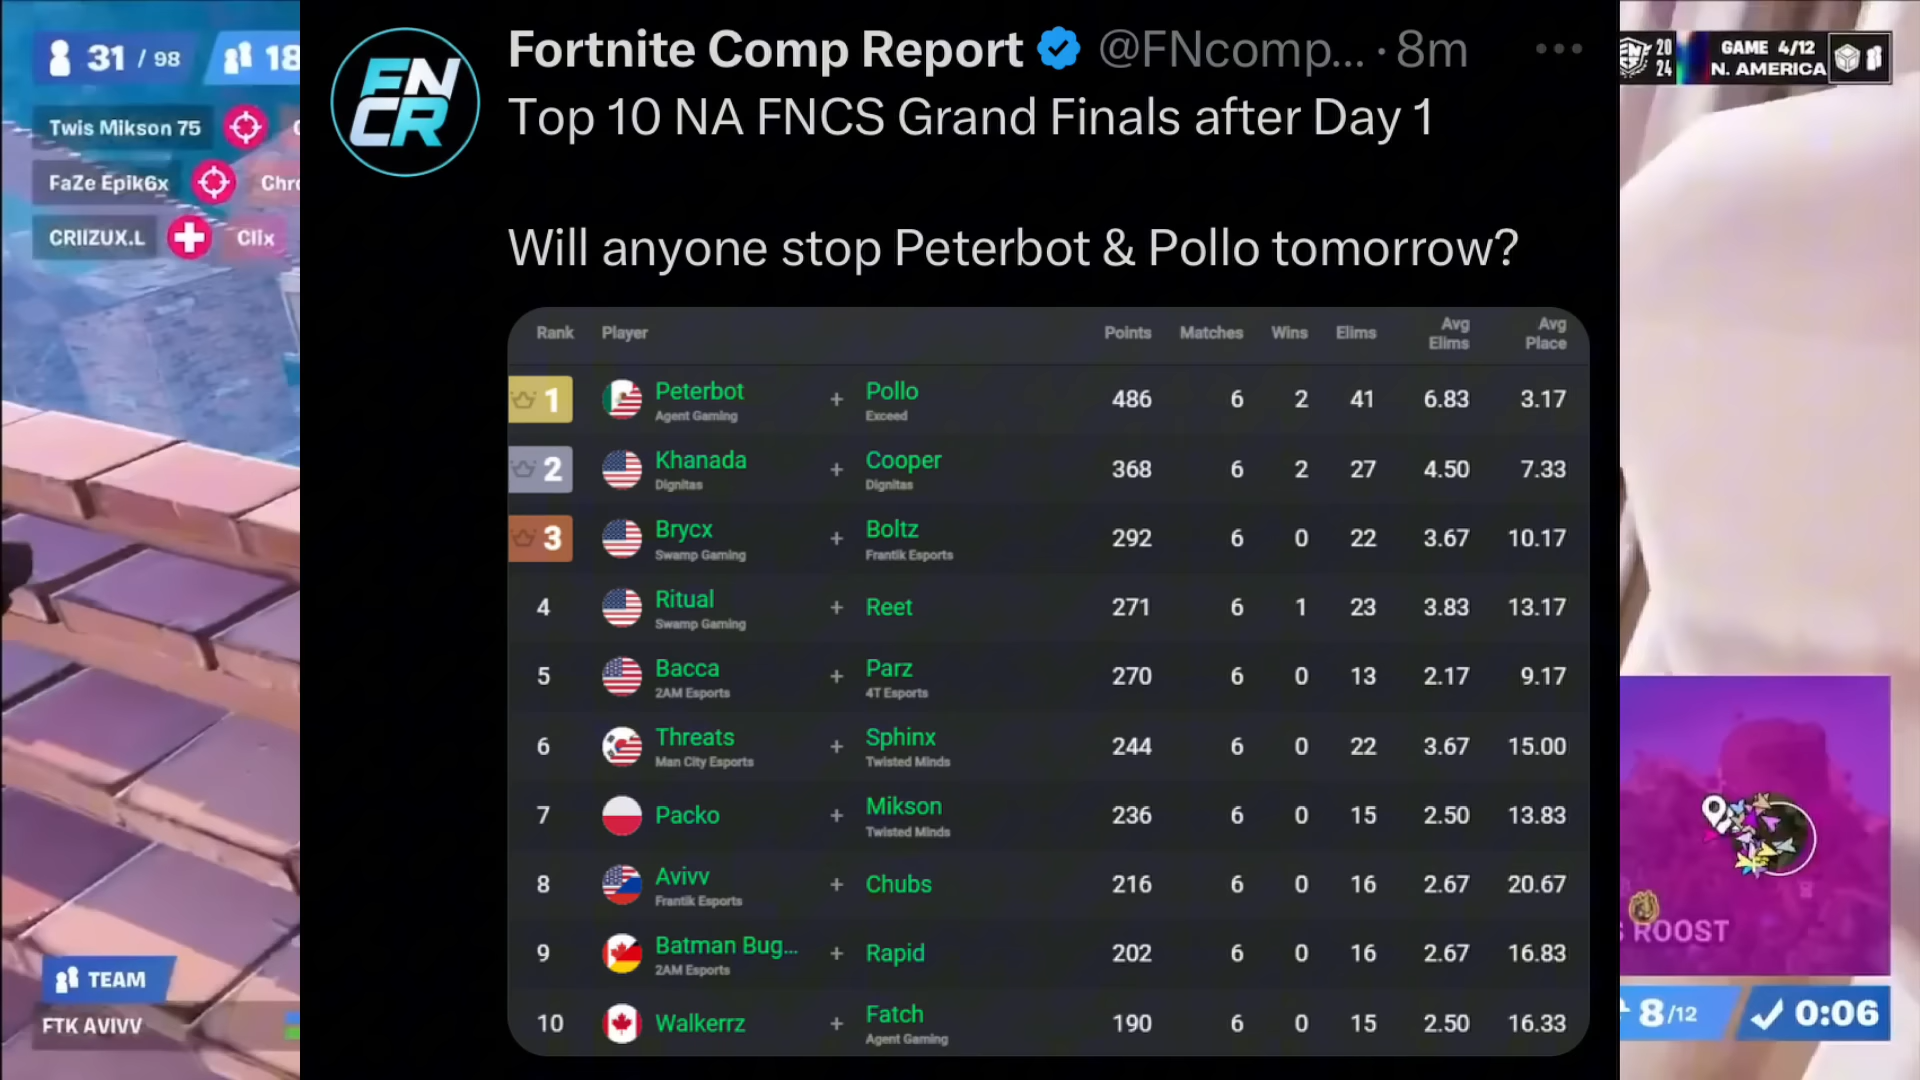 31 / 98
18
Twis Mikson 75
FaZe Epik6x
Chr
CRIIZUX.L
Clix
TEAM
FTK AVIVV
FN
CR
Fortnite Comp Report @FNcomp... · 8m
Top 10 NA FNCS Grand Finals after Day 1
Will anyone stop Peterbot & Pollo tomorrow?
Rank Player Points Matches Wins Elims Avg Elims Avg Place
1 Peterbot + Pollo 486 6 2 41 6.83 3.17
Agent Gaming Exceed
2 Khanada + Cooper 368 6 2 27 4.50 7.33
Dignitas Dignitas
3 Brycx + Boltz 292 6 0 22 3.67 10.17
Swamp Gaming Frantik Esports
4 Ritual + Reet 271 6 1 23 3.83 13.17
Swamp Gaming
5 Bacca + Parz 270 6 0 13 2.17 9.17
2AM Esports 4T Esports
6 Threats + Sphinx 244 6 0 22 3.67 15.00
Man City Esports Twisted Minds
7 Packo + Mikson 236 6 0 15 2.50 13.83
Twisted Minds
8 Avivv + Chubs 216 6 0 16 2.67 20.67
Frantik Esports
9 Batman Bug... + Rapid 202 6 0 16 2.67 16.83
2AM Esports
10 Walkerrz + Fatch 190 6 0 15 2.50 16.33
Agent Gaming
20
24
GAME 4/12
N. AMERICA
ROOST
8/12
0:06